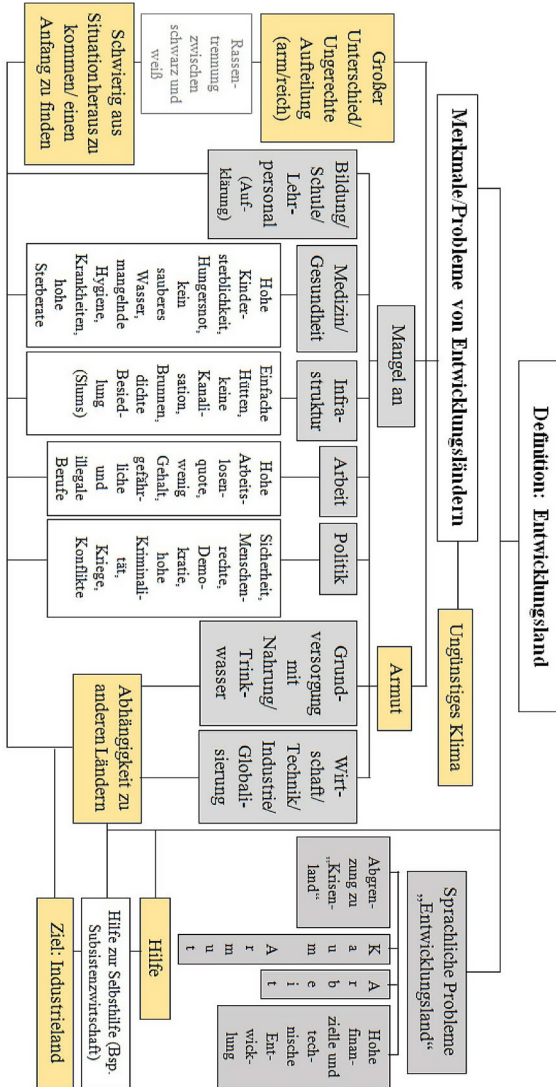 Definition: Entwicklungsland
Merkmale/Probleme von Entwicklungsländern
Ungünstiges Klima
Sprachliche Probleme
„Entwicklungsland“
Großer
Unterschied/
Ungerechte
Aufteilung
(arm/reich)
Rassen-
trennung
zwischen
schwarz und
weiß
Schwierig aus
Situation heraus zu
kommen/ einen
Anfang zu finden
Mangel an
Bildung/
Schule/
Lehr-
personal
(Auf-
klärung)
Medizin/
Gesundheit
Hohe
Kinder-
sterblichkeit,
Hungersnot,
kein
sauberes
Wasser,
mangelnde
Hygiene,
Krankheiten,
hohe
Sterberate
Infra-
struktur
Einfache
Hütten,
keine
Kanali-
sation,
Brunnen,
dichte
Besied-
lung
(Slums)
Arbeit
Hohe
Arbeits-
losen-
quote,
wenig
Gehalt,
gefähr-
liche
und
illegale
Berufe
Politik
Sicherheit,
Menschen-
rechte,
Demo-
kratie,
hohe
Kriminali-
tät,
Kriege,
Konflikte
Armut
Grund-
versorgung
mit
Nahrung/
Trink-
wasser
Wirt-
schaft/
Technik/
Industrie/
Globali-
sierung
Abhängigkeit zu
anderen Ländern
Abgren-
zung zu
„Krisen-
land“
K
a
u
m
A
r
m
u
t
A
r
b
e
i
t
Hohe
finan-
zielle und
tech-
nische
Ent-
wick-
lung
Hilfe
Hilfe zur Selbsthilfe (Bsp.
Subsistenzwirtschaft)
Ziel: Industrieland